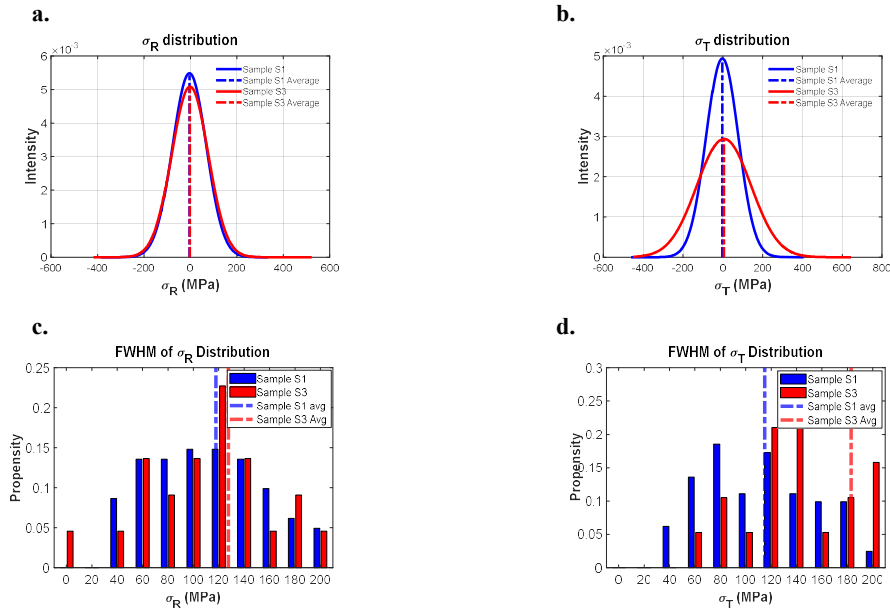 a.
σR distribution
×10-3
6
5
4
3
2
1
0
Intensity
Sample S1
Sample S1 Average
Sample S3
Sample S3 Average
-600 -400 -200 0 200 400 600
σR (MPa)
b.
σT distribution
×10-3
5
4
3
2
1
0
Intensity
Sample S1
Sample S1 Average
Sample S3
Sample S3 Average
-600 -400 -200 0 200 400 600 800
σT (MPa)
c.
FWHM of σR Distribution
0.25
0.2
0.15
0.1
0.05
0
Propensity
Sample S1
Sample S3
Sample S1 avg
Sample S3 Avg
0 20 40 60 80 100 120 140 160 180 200
σR (MPa)
d.
FWHM of σT Distribution
0.3
0.25
0.2
0.15
0.1
0.05
0
Propensity
Sample S1
Sample S3
Sample S1 avg
Sample S3 Avg
0 20 40 60 80 100 120 140 160 180 200
σT (MPa)